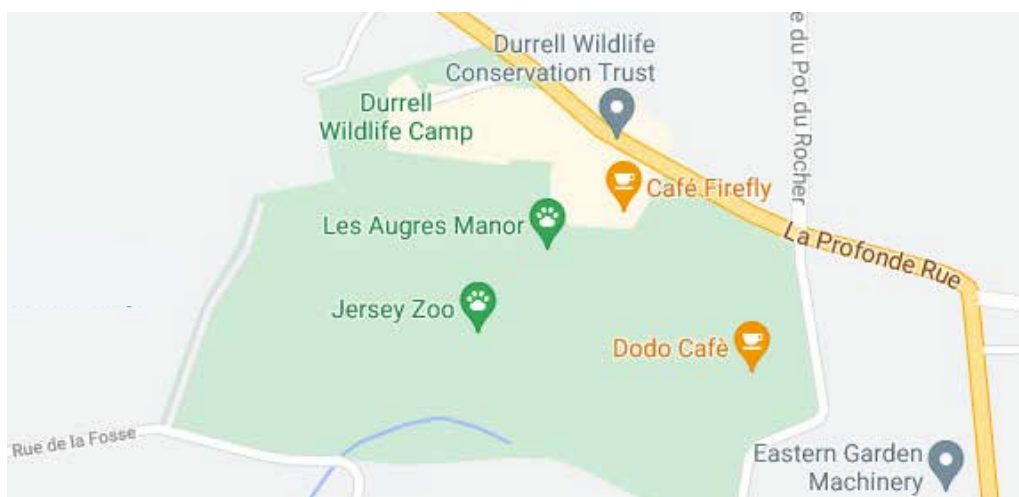 Durrell Wildlife
Conservation Trust
e du Pot du Rocher
Durrell
Wildlife Camp
Café Firefly
Les Augres Manor
La Profonde Rue
Jersey Zoo
Dodo Cafè
Rue de la Fosse
Eastern Garden
Machinery